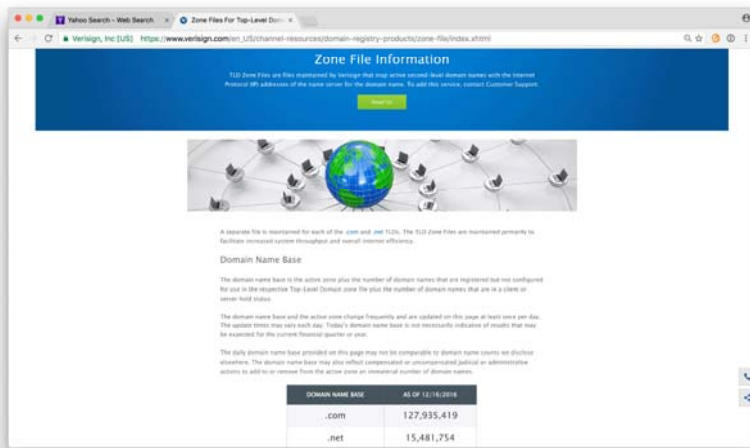 Yahoo Search - Web Search
Zone Files For Top-Level Dom
Verisign, Inc [US] https://www.verisign.com/en_US/channel-resources/domain-registry-products/zone-file/index.xhtml
Zone File Information
TLD Zone Files are files maintained by Verisign that map active second-level domain names with the Internet
Protocol (IP) addresses of the name server for the domain name. To add this service, contact Customer Support.
Email Us
A separate file is maintained for each of the .com and .net TLDs. The TLD Zone Files are maintained primarily to
facilitate increased system throughput and overall internet efficiency.
Domain Name Base
The domain name base is the active zone plus the number of domain names that are registered but not configured
for use in the respective Top-Level Domain zone file plus the number of domain names that are in a client or
server hold status.
The domain name base and the active zone change frequently and are updated on this page at least once per day.
The update times may vary each day. Today's domain name base is not necessarily indicative of results that may
be expected for the current financial quarter or year.
The daily domain name base provided on this page may not be comparable to domain name counts we disclose
elsewhere. The domain name base may also reflect compensated or uncompensated judicial or administrative
actions to add to or remove from the active zone an immaterial number of domain names.
DOMAIN NAME BASE AS OF 12/16/2016
.com 127,935,419
.net 15,481,754